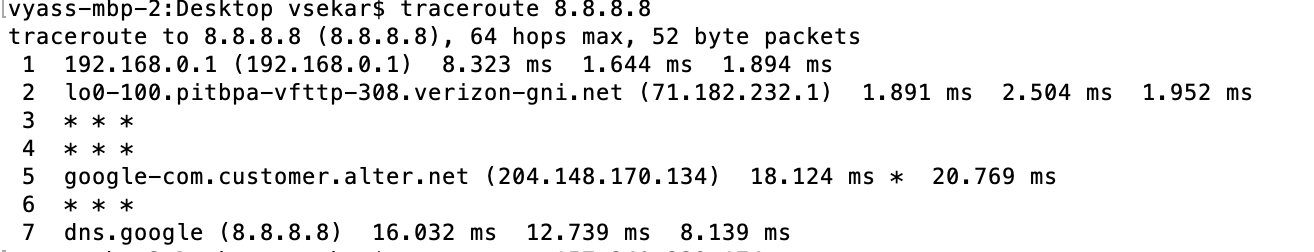 vyass-mbp-2:Desktop vsekar$ traceroute 8.8.8.8
traceroute to 8.8.8.8 (8.8.8.8), 64 hops max, 52 byte packets
1 192.168.0.1 (192.168.0.1) 8.323 ms 1.644 ms 1.894 ms
2 lo0-100.pitbpa-vfttp-308.verizon-gni.net (71.182.232.1) 1.891 ms 2.504 ms 1.952 ms
3 * * *
4 * * *
5 google-com.customer.alter.net (204.148.170.134) 18.124 ms * 20.769 ms
6 * * *
7 dns.google (8.8.8.8) 16.032 ms 12.739 ms 8.139 ms